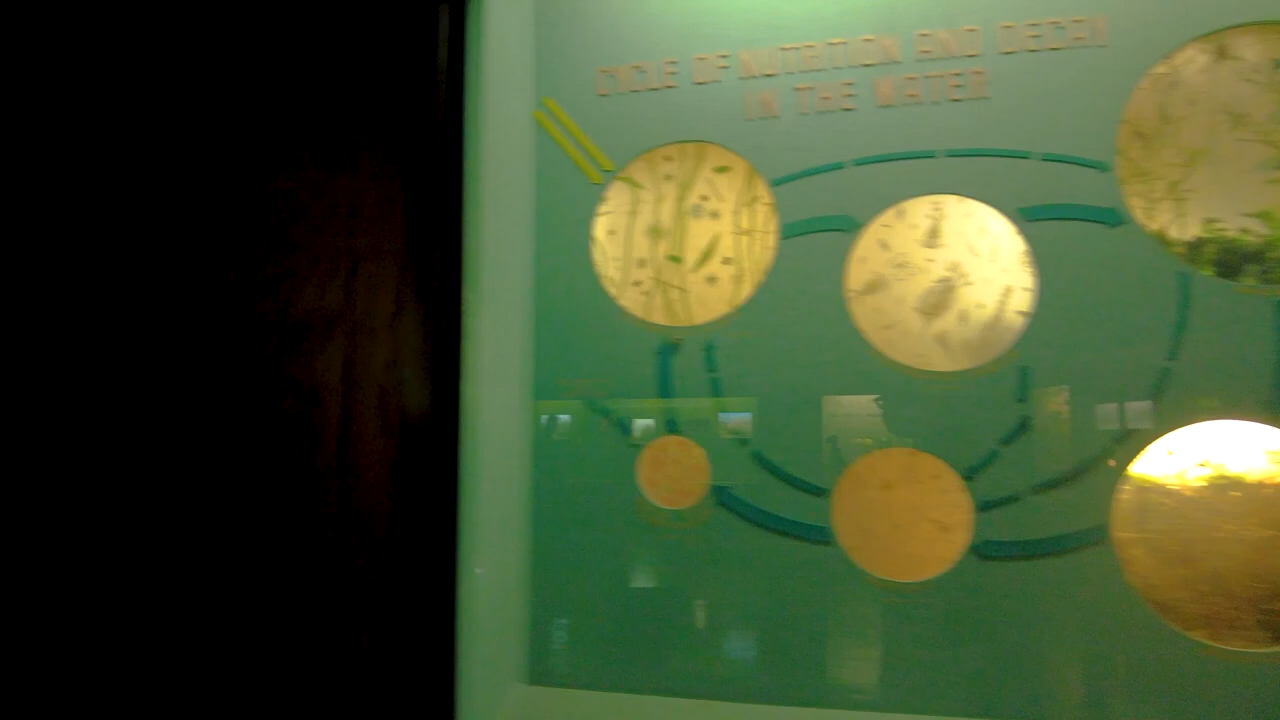 CYCLE OF NUTRITION AND DECAY
IN THE WATER